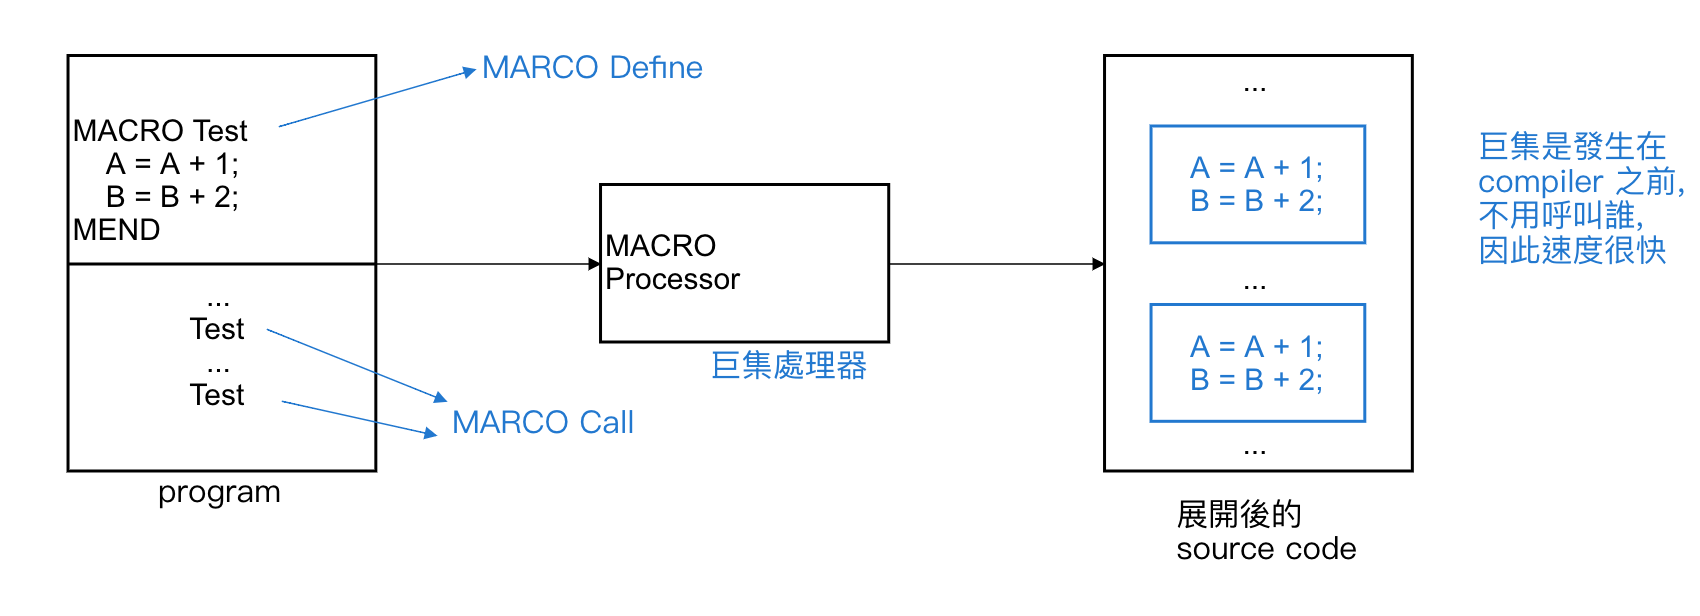 MARCO Define
MACRO Test
A = A + 1;
B = B + 2;
MEND
...
Test
...
Test
program
MARCO Call
MACRO
Processor
巨集處理器
...
A = A + 1;
B = B + 2;
...
A = A + 1;
B = B + 2;
...
展開後的
source code
巨集是發生在
compiler 之前,
不用呼叫誰,
因此速度很快